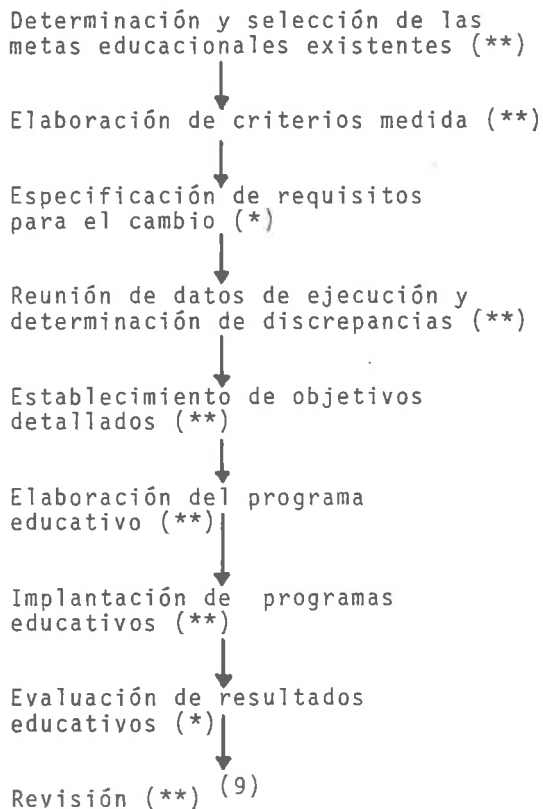 Determinación y selección de las
metas educacionales existentes (**)
Elaboración de criterios medida (**)
Especificación de requisitos
para el cambio (*)
Reunión de datos de ejecución y
determinación de discrepancias (**)
Establecimiento de objetivos
detallados (**)
Elaboración del programa
educativo (**)
Implantación de programas
educativos (**)
Evaluación de resultados
educativos (*)
Revisión (**) (9)